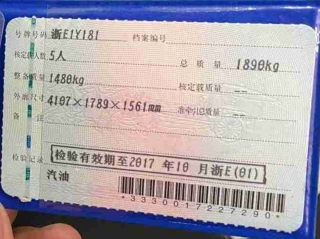 号牌号码 浙E1Y181 档案编号
核定载人数 5人 总质量 1890kg
整备质量 1480kg 核定载质量 --
外廓尺寸 4107×1789×1561mm 准牵引总质量 --
备注
检验记录 检验有效期至2017年10月浙E(01)
汽油
*3330017227290*